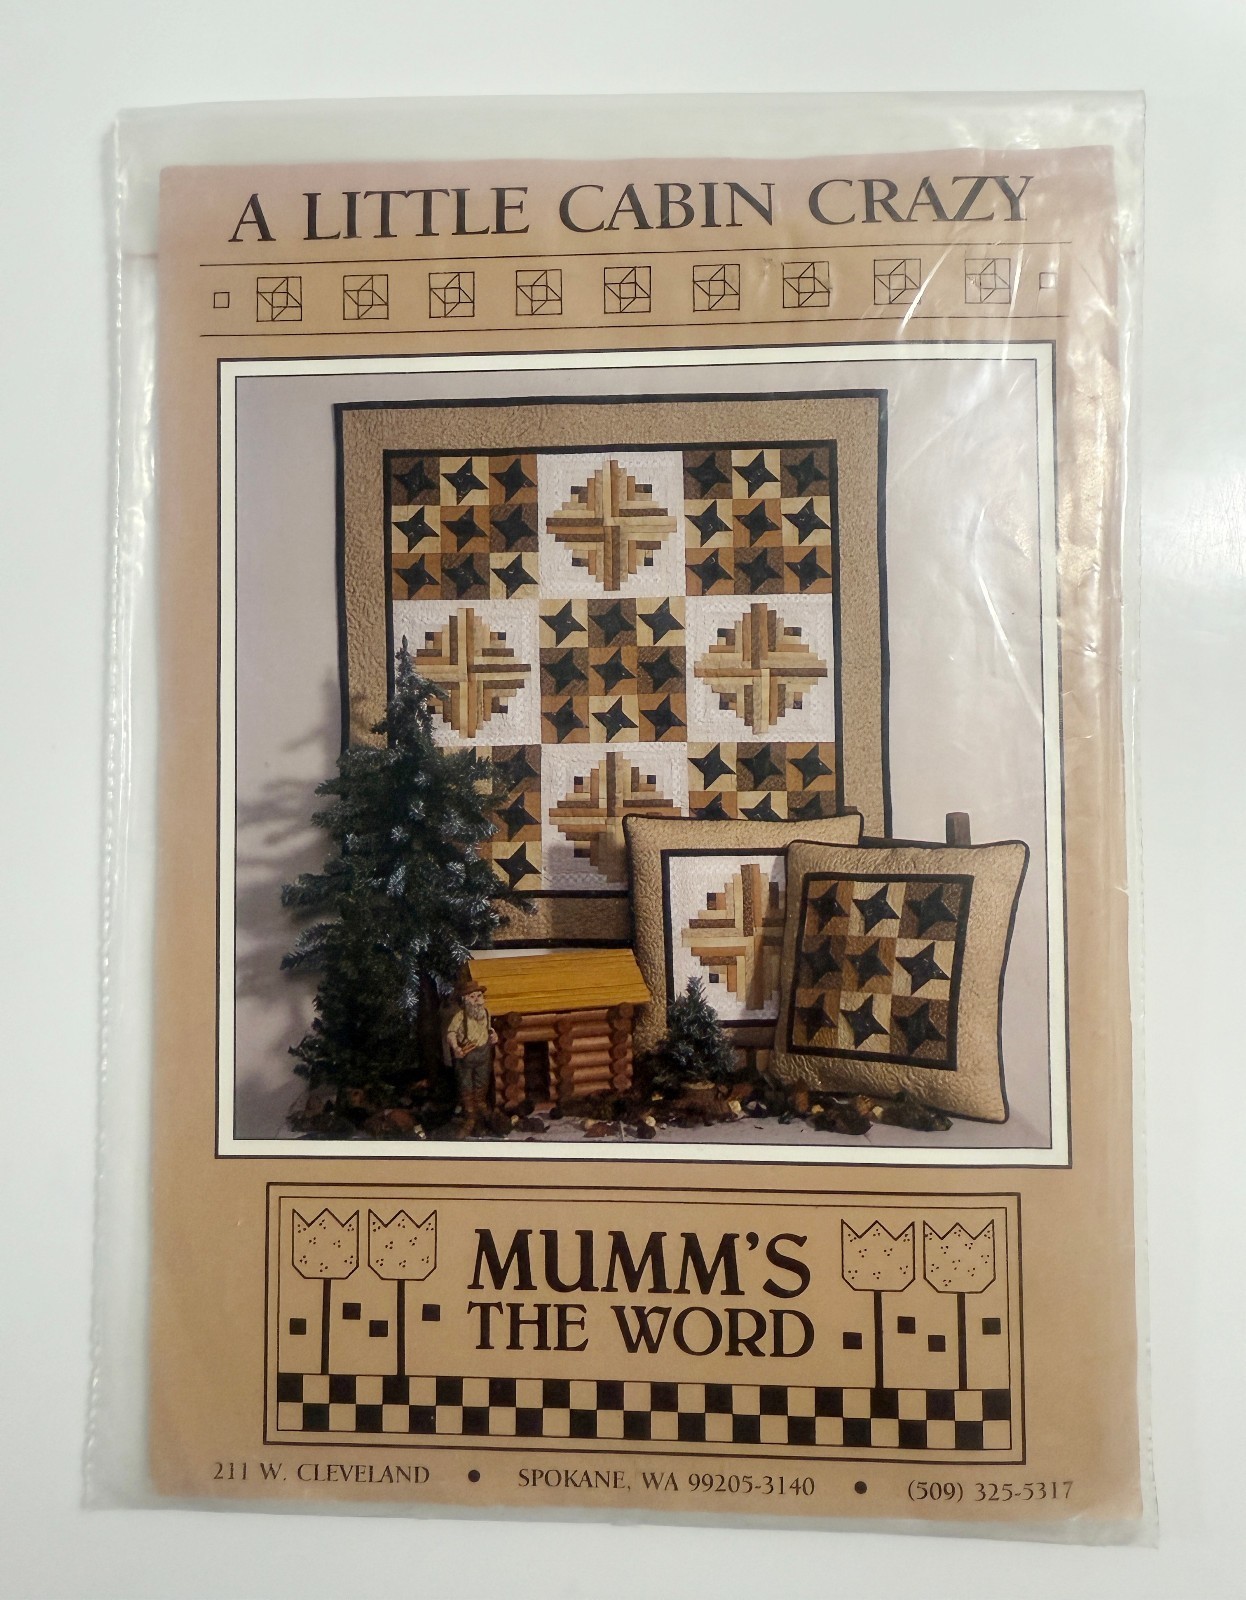 A LITTLE CABIN CRAZY
MUMM'S
THE WORD
211 W. CLEVELAND • SPOKANE, WA 99205-3140 • (509) 325-5317